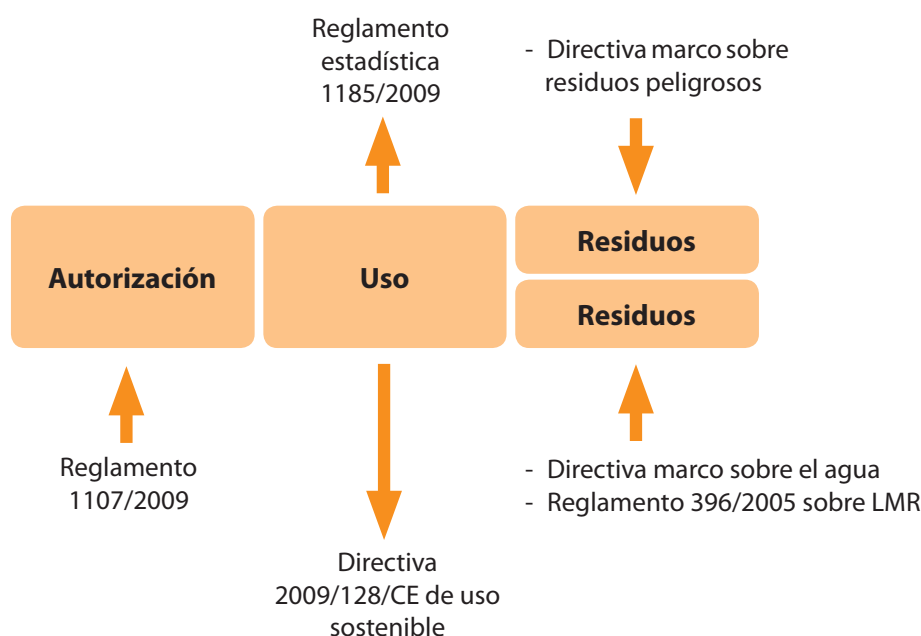 Reglamento
estadística
1185/2009
- Directiva marco sobre
residuos peligrosos
Autorización
Uso
Residuos
Residuos
Reglamento
1107/2009
- Directiva marco sobre el agua
- Reglamento 396/2005 sobre LMR
Directiva
2009/128/CE de uso
sostenible